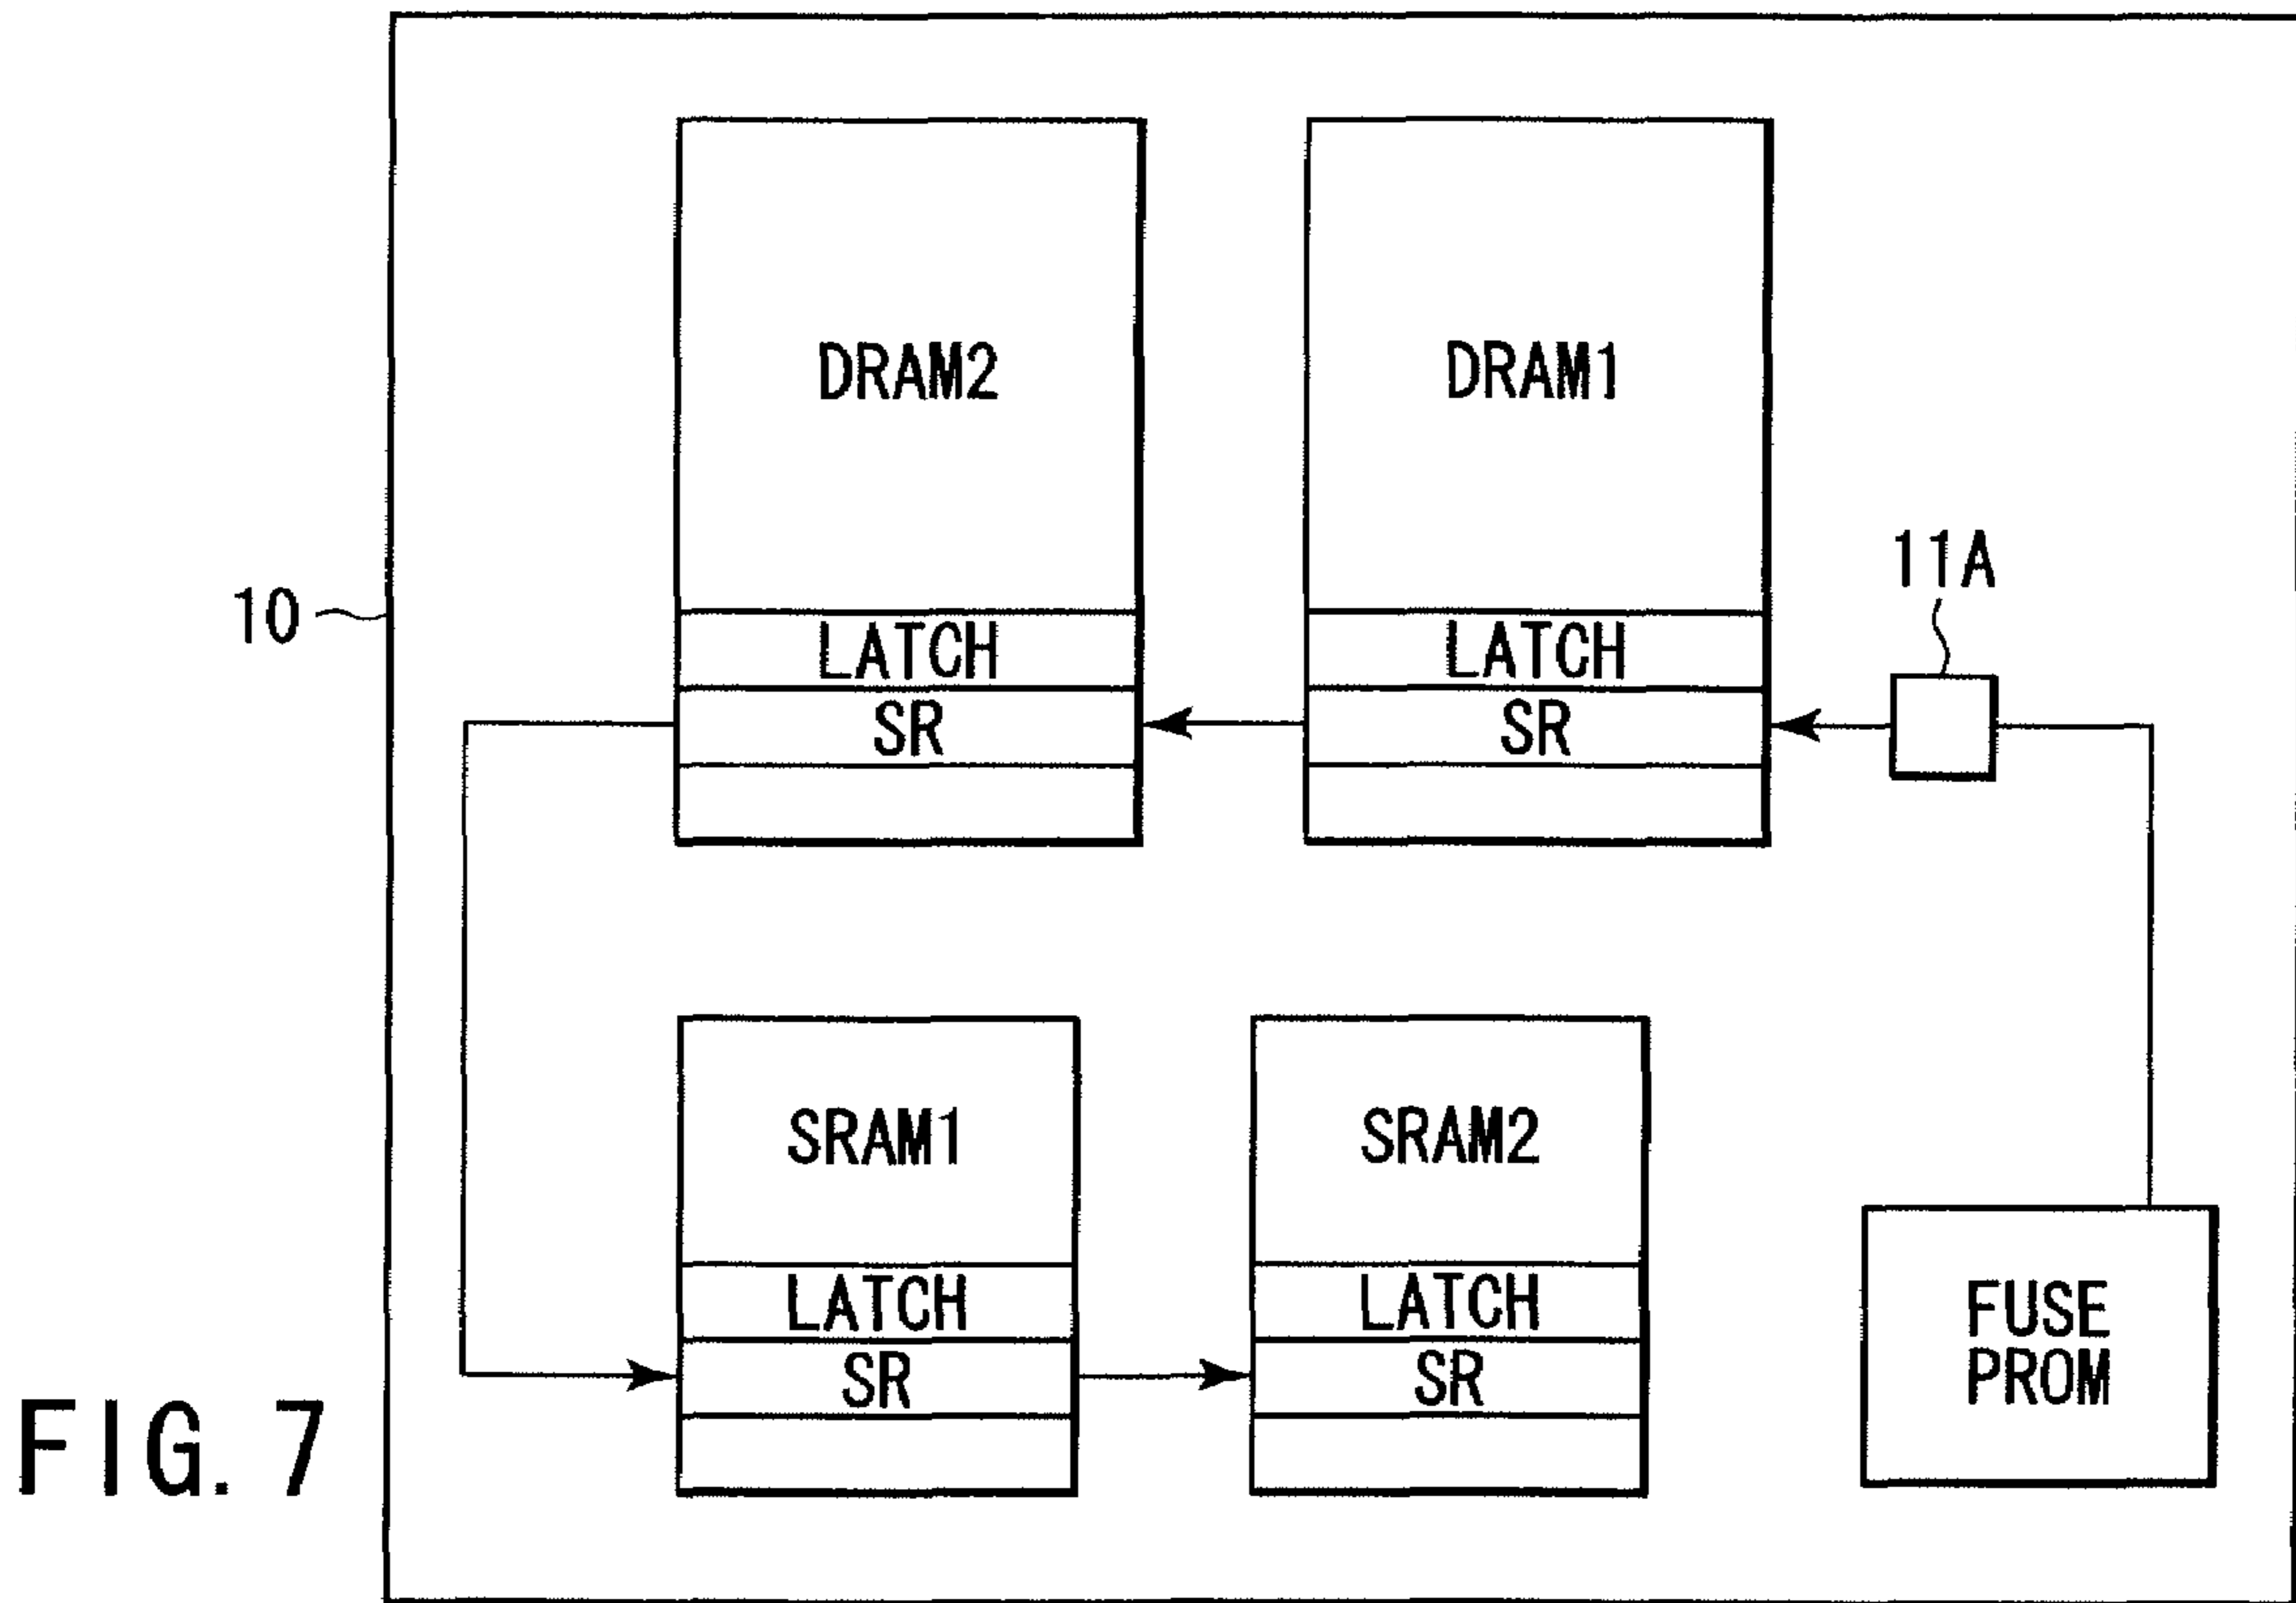 DRAM2
DRAM1
11A
10
LATCH
LATCH
SR
SR
SRAM1
SRAM2
LATCH
LATCH
SR
SR
FUSE
PROM
FIG. 7